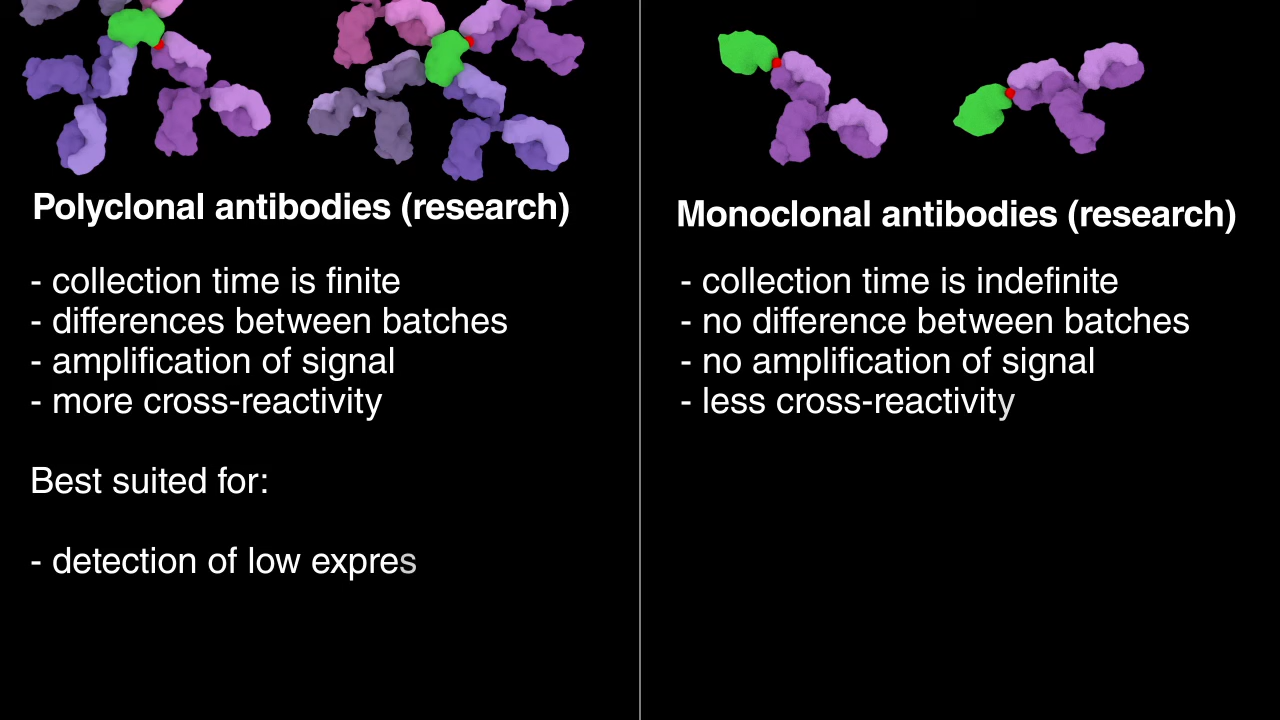 Polyclonal antibodies (research)
- collection time is finite
- differences between batches
- amplification of signal
- more cross-reactivity
Best suited for:
- detection of low expres
Monoclonal antibodies (research)
- collection time is indefinite
- no difference between batches
- no amplification of signal
- less cross-reactivity